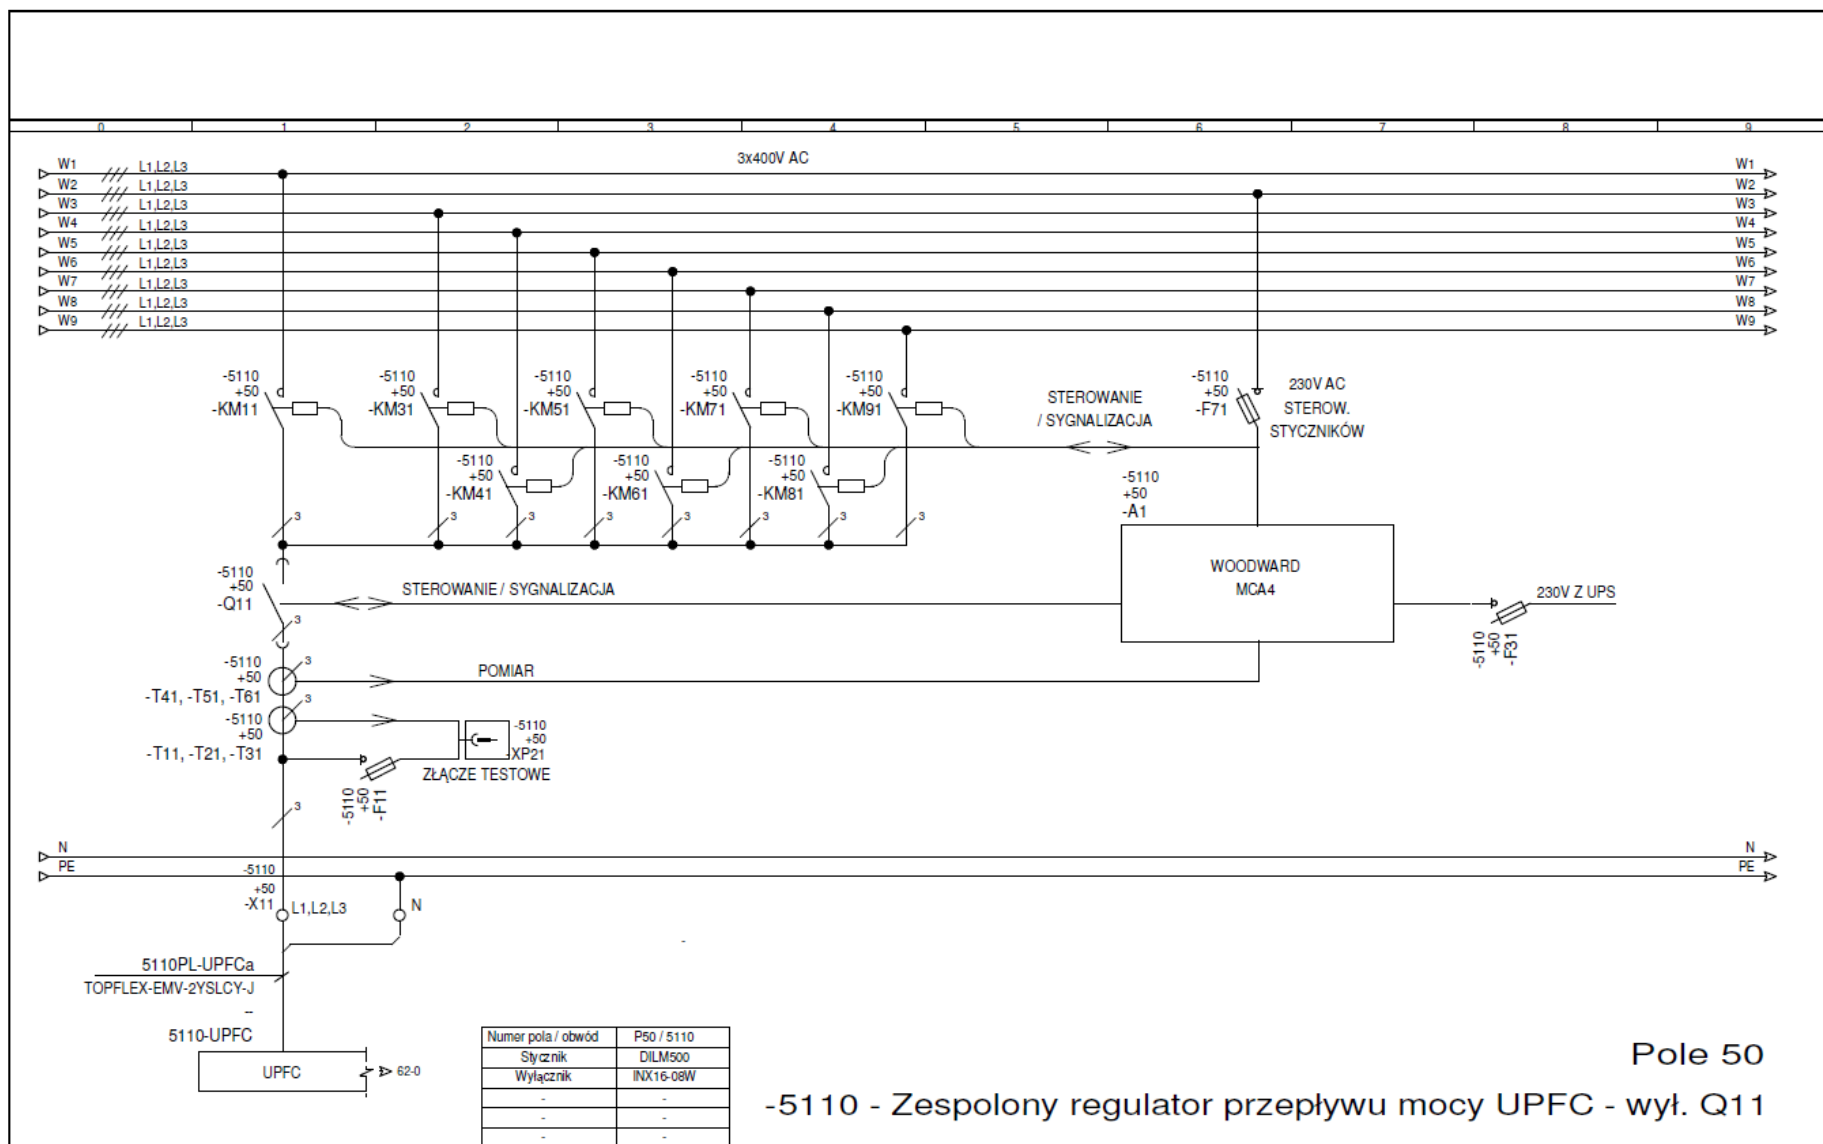 0 1 2 3 4 5 6 7 8 9
3x400V AC
W1 L1,L2,L3 W1
W2 L1,L2,L3 W2
W3 L1,L2,L3 W3
W4 L1,L2,L3 W4
W5 L1,L2,L3 W5
W6 L1,L2,L3 W6
W7 L1,L2,L3 W7
W8 L1,L2,L3 W8
W9 L1,L2,L3 W9
-5110
+50
-KM11
-5110
+50
-KM31
-5110
+50
-KM51
-5110
+50
-KM71
-5110
+50
-KM91
STEROWANIE
/ SYGNALIZACJA
-5110
+50
-F71
230V AC
STEROW.
STYCZNIKÓW
-5110
+50
-KM41
-5110
+50
-KM61
-5110
+50
-KM81
-5110
+50
-A1
3 3 3 3 3 3 3 3
WOODWARD
MCA4
-5110
+50
-Q11
3
STEROWANIE / SYGNALIZACJA
230V Z UPS
-5110
+50
-F31
-5110
+50
-T41, -T51, -T61
3
POMIAR
-5110
+50
-T11, -T21, -T31
3
-5110
+50
-XP21
ZŁĄCZE TESTOWE
-5110
+50
-F11
3
N N
PE PE
-5110
+50
-X11
L1,L2,L3
N
-
5110PL-UPFCa
TOPFLEX-EMV-2YSLCY-J
--
5110-UPFC
UPFC
62-0
Numer pola / obwód P50 / 5110
Stycznik DILM500
Wyłącznik INX16-08W
- -
- -
- -
Pole 50
-5110 - Zespolony regulator przepływu mocy UPFC - wył. Q11